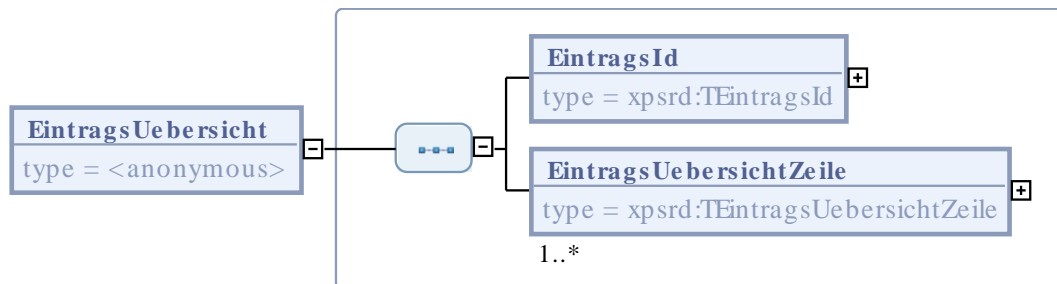 EintragsId
type = xpsrd:TEintragsId
EintragsUebersicht
type = <anonymous>
EintragsUebersichtZeile
type = xpsrd:TEintragsUebersichtZeile
1..*